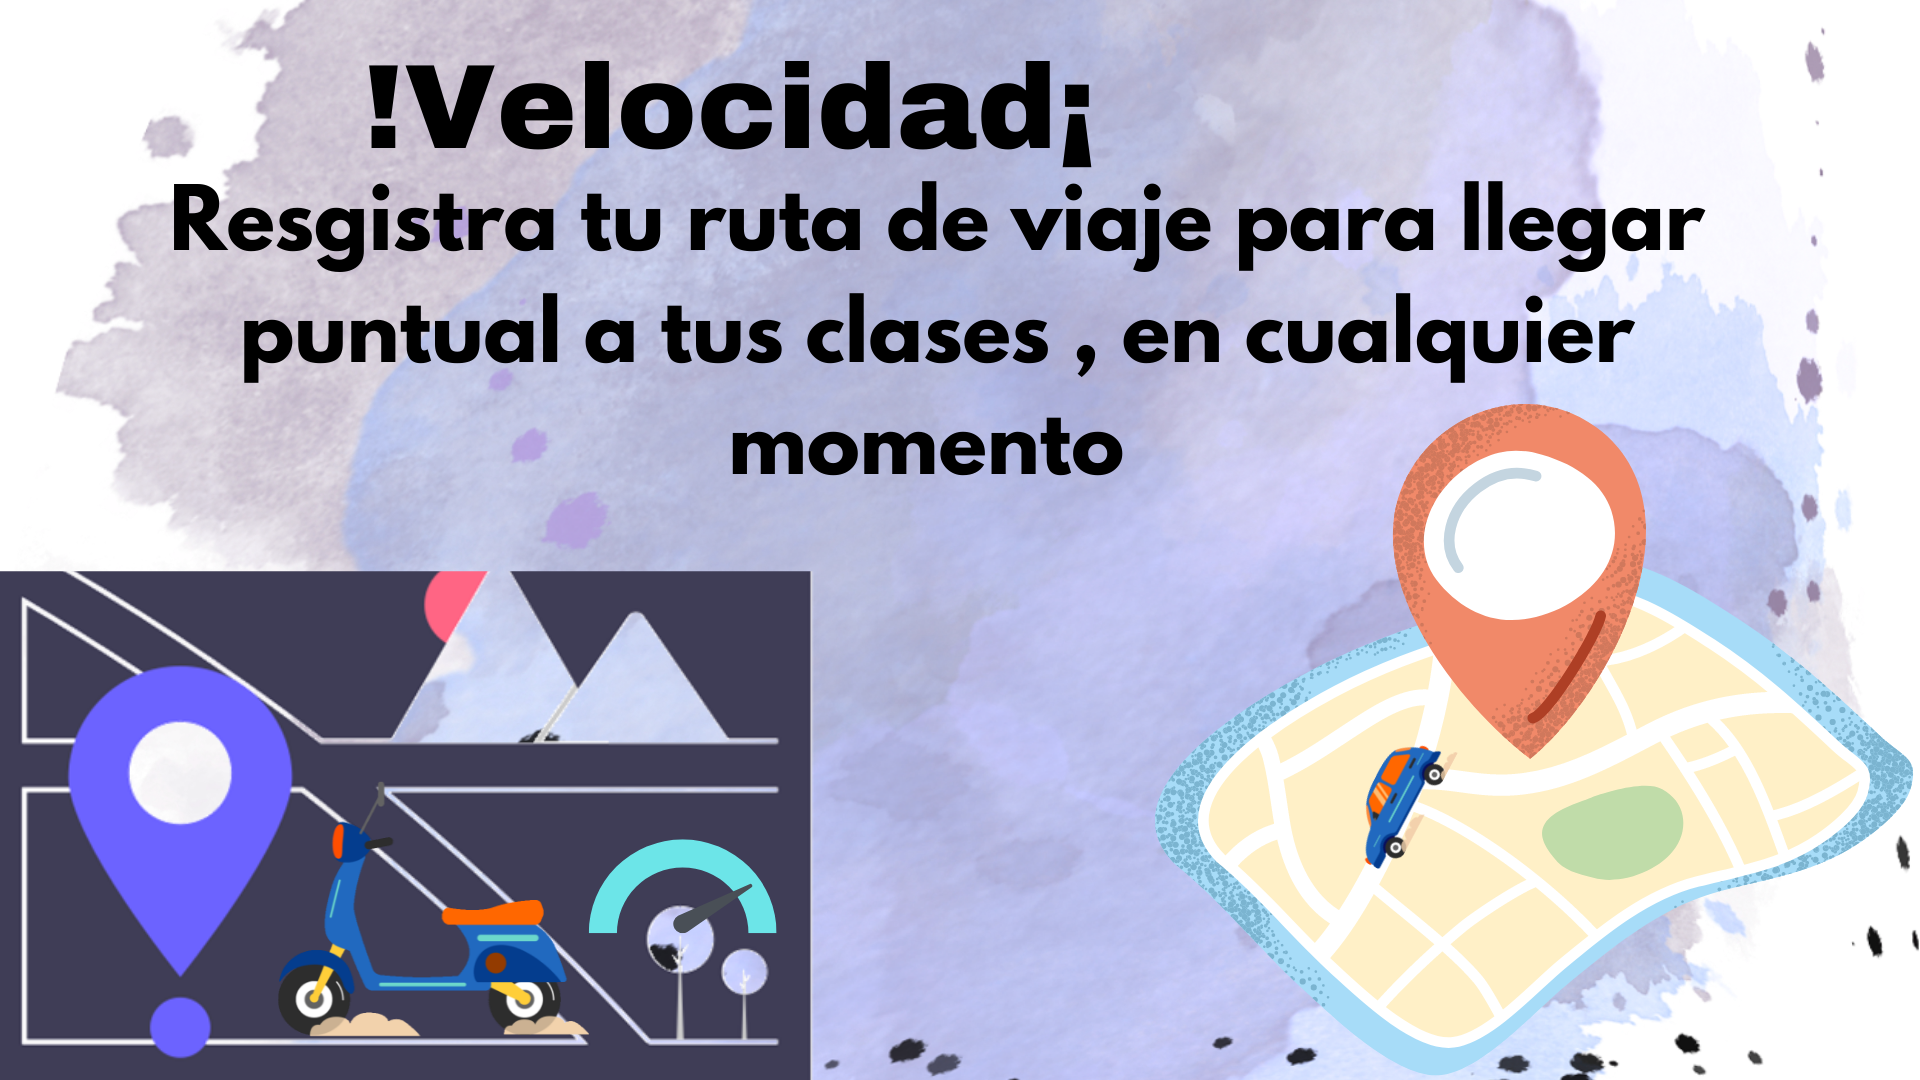 !Velocidad¡
Resgistra tu ruta de viaje para llegar
puntual a tus clases , en cualquier
momento